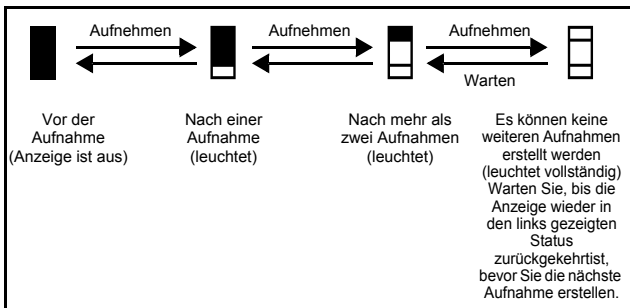 Aufnehmen
Aufnehmen
Aufnehmen
Warten
Vor der
Aufnahme
(Anzeige ist aus)
Nach einer
Aufnahme
(leuchtet)
Nach mehr als
zwei Aufnahmen
(leuchtet)
Es können keine
weiteren Aufnahmen
erstellt werden
(leuchtet vollständig)
Warten Sie, bis die
Anzeige wieder in
den links gezeigten
Status
zurückgekehrtist,
bevor Sie die nächste
Aufnahme erstellen.